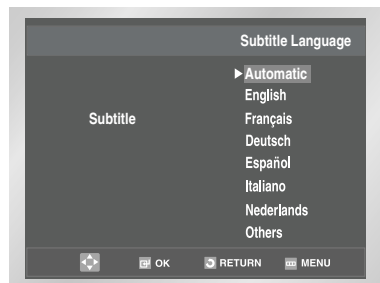 Subtitle Language
Automatic
English
Subtitle Français
Deutsch
Español
Italiano
Nederlands
Others
OK RETURN MENU